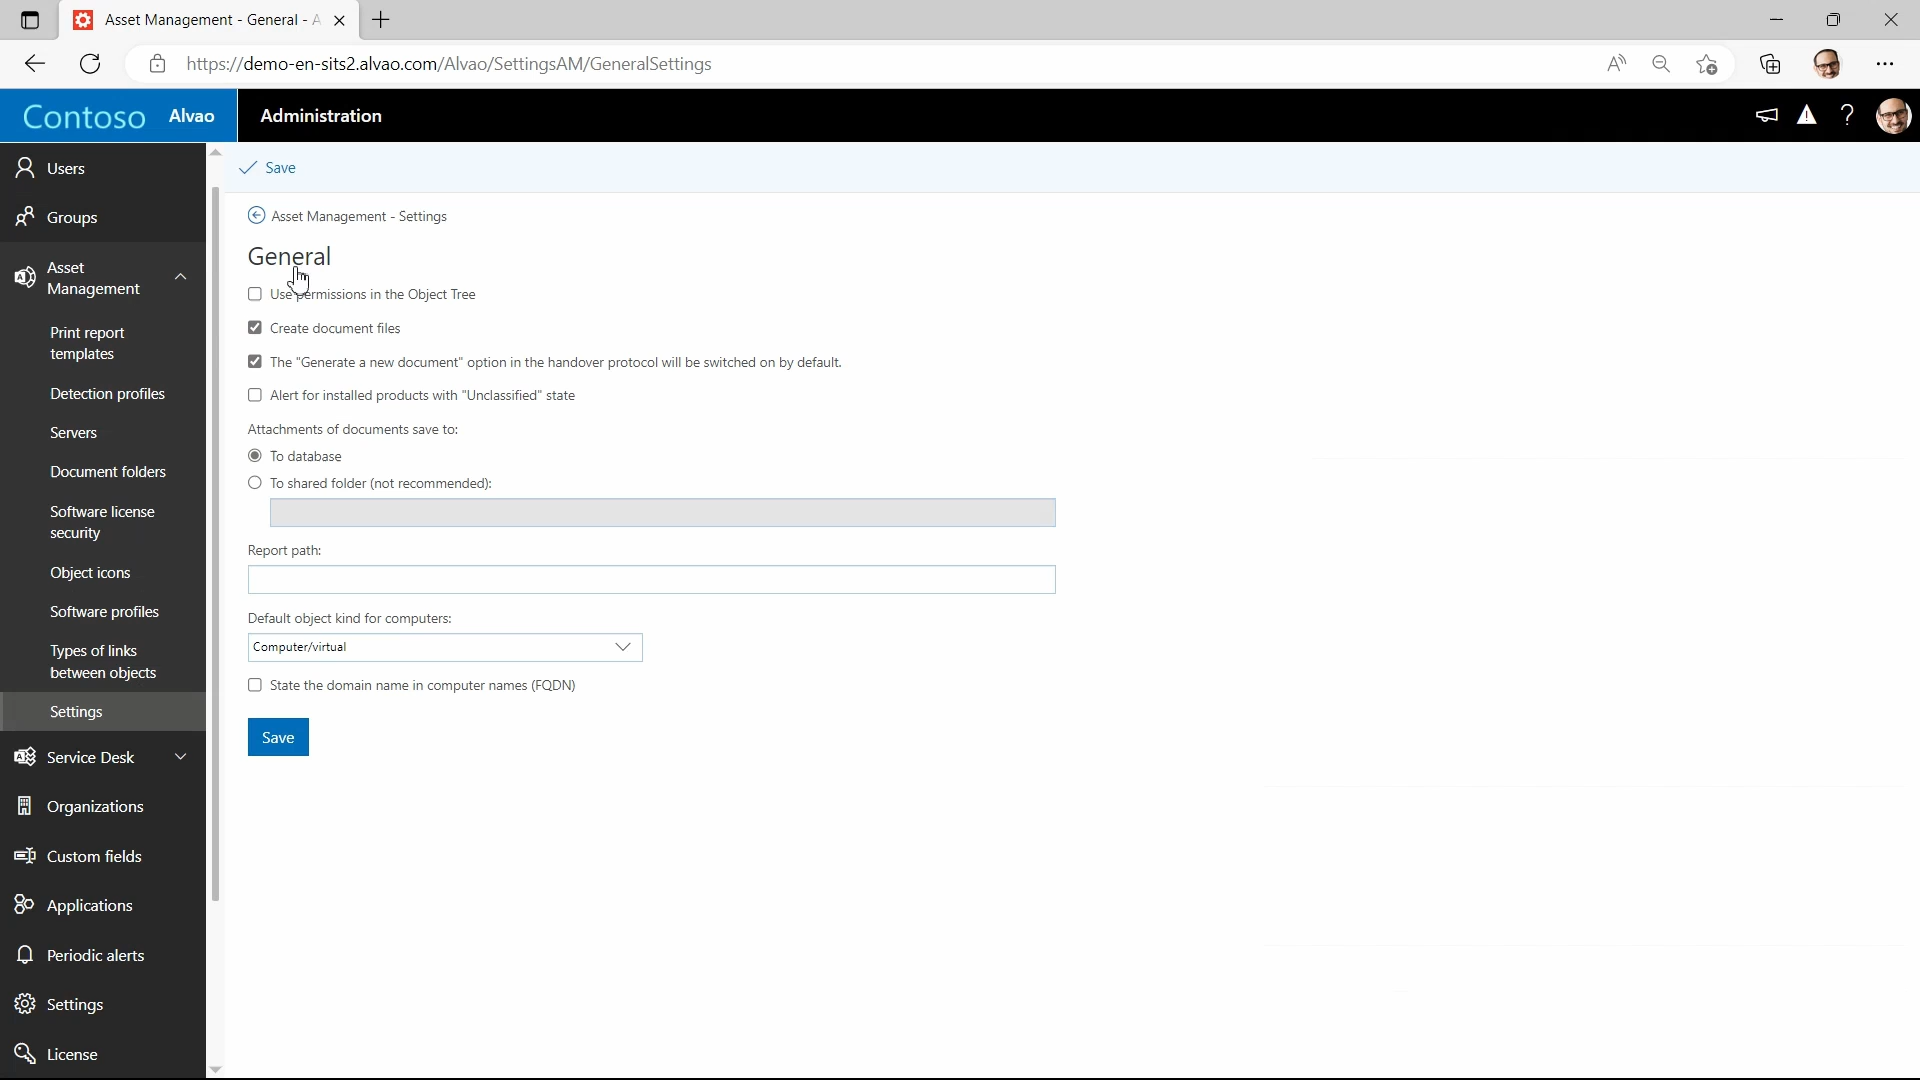 Asset Management - General - A
https://demo-en-sits2.alvao.com/Alvao/SettingsAM/GeneralSettings
Contoso Alvao Administration
Users
Groups
Asset
Management
Print report
templates
Detection profiles
Servers
Document folders
Software license
security
Object icons
Software profiles
Types of links
between objects
Settings
Service Desk
Organizations
Custom fields
Applications
Periodic alerts
Settings
License
Save
Asset Management - Settings
General
Use permissions in the Object Tree
Create document files
The "Generate a new document" option in the handover protocol will be switched on by default.
Alert for installed products with "Unclassified" state
Attachments of documents save to:
To database
To shared folder (not recommended):
Report path:
Default object kind for computers:
Computer/virtual
State the domain name in computer names (FQDN)
Save